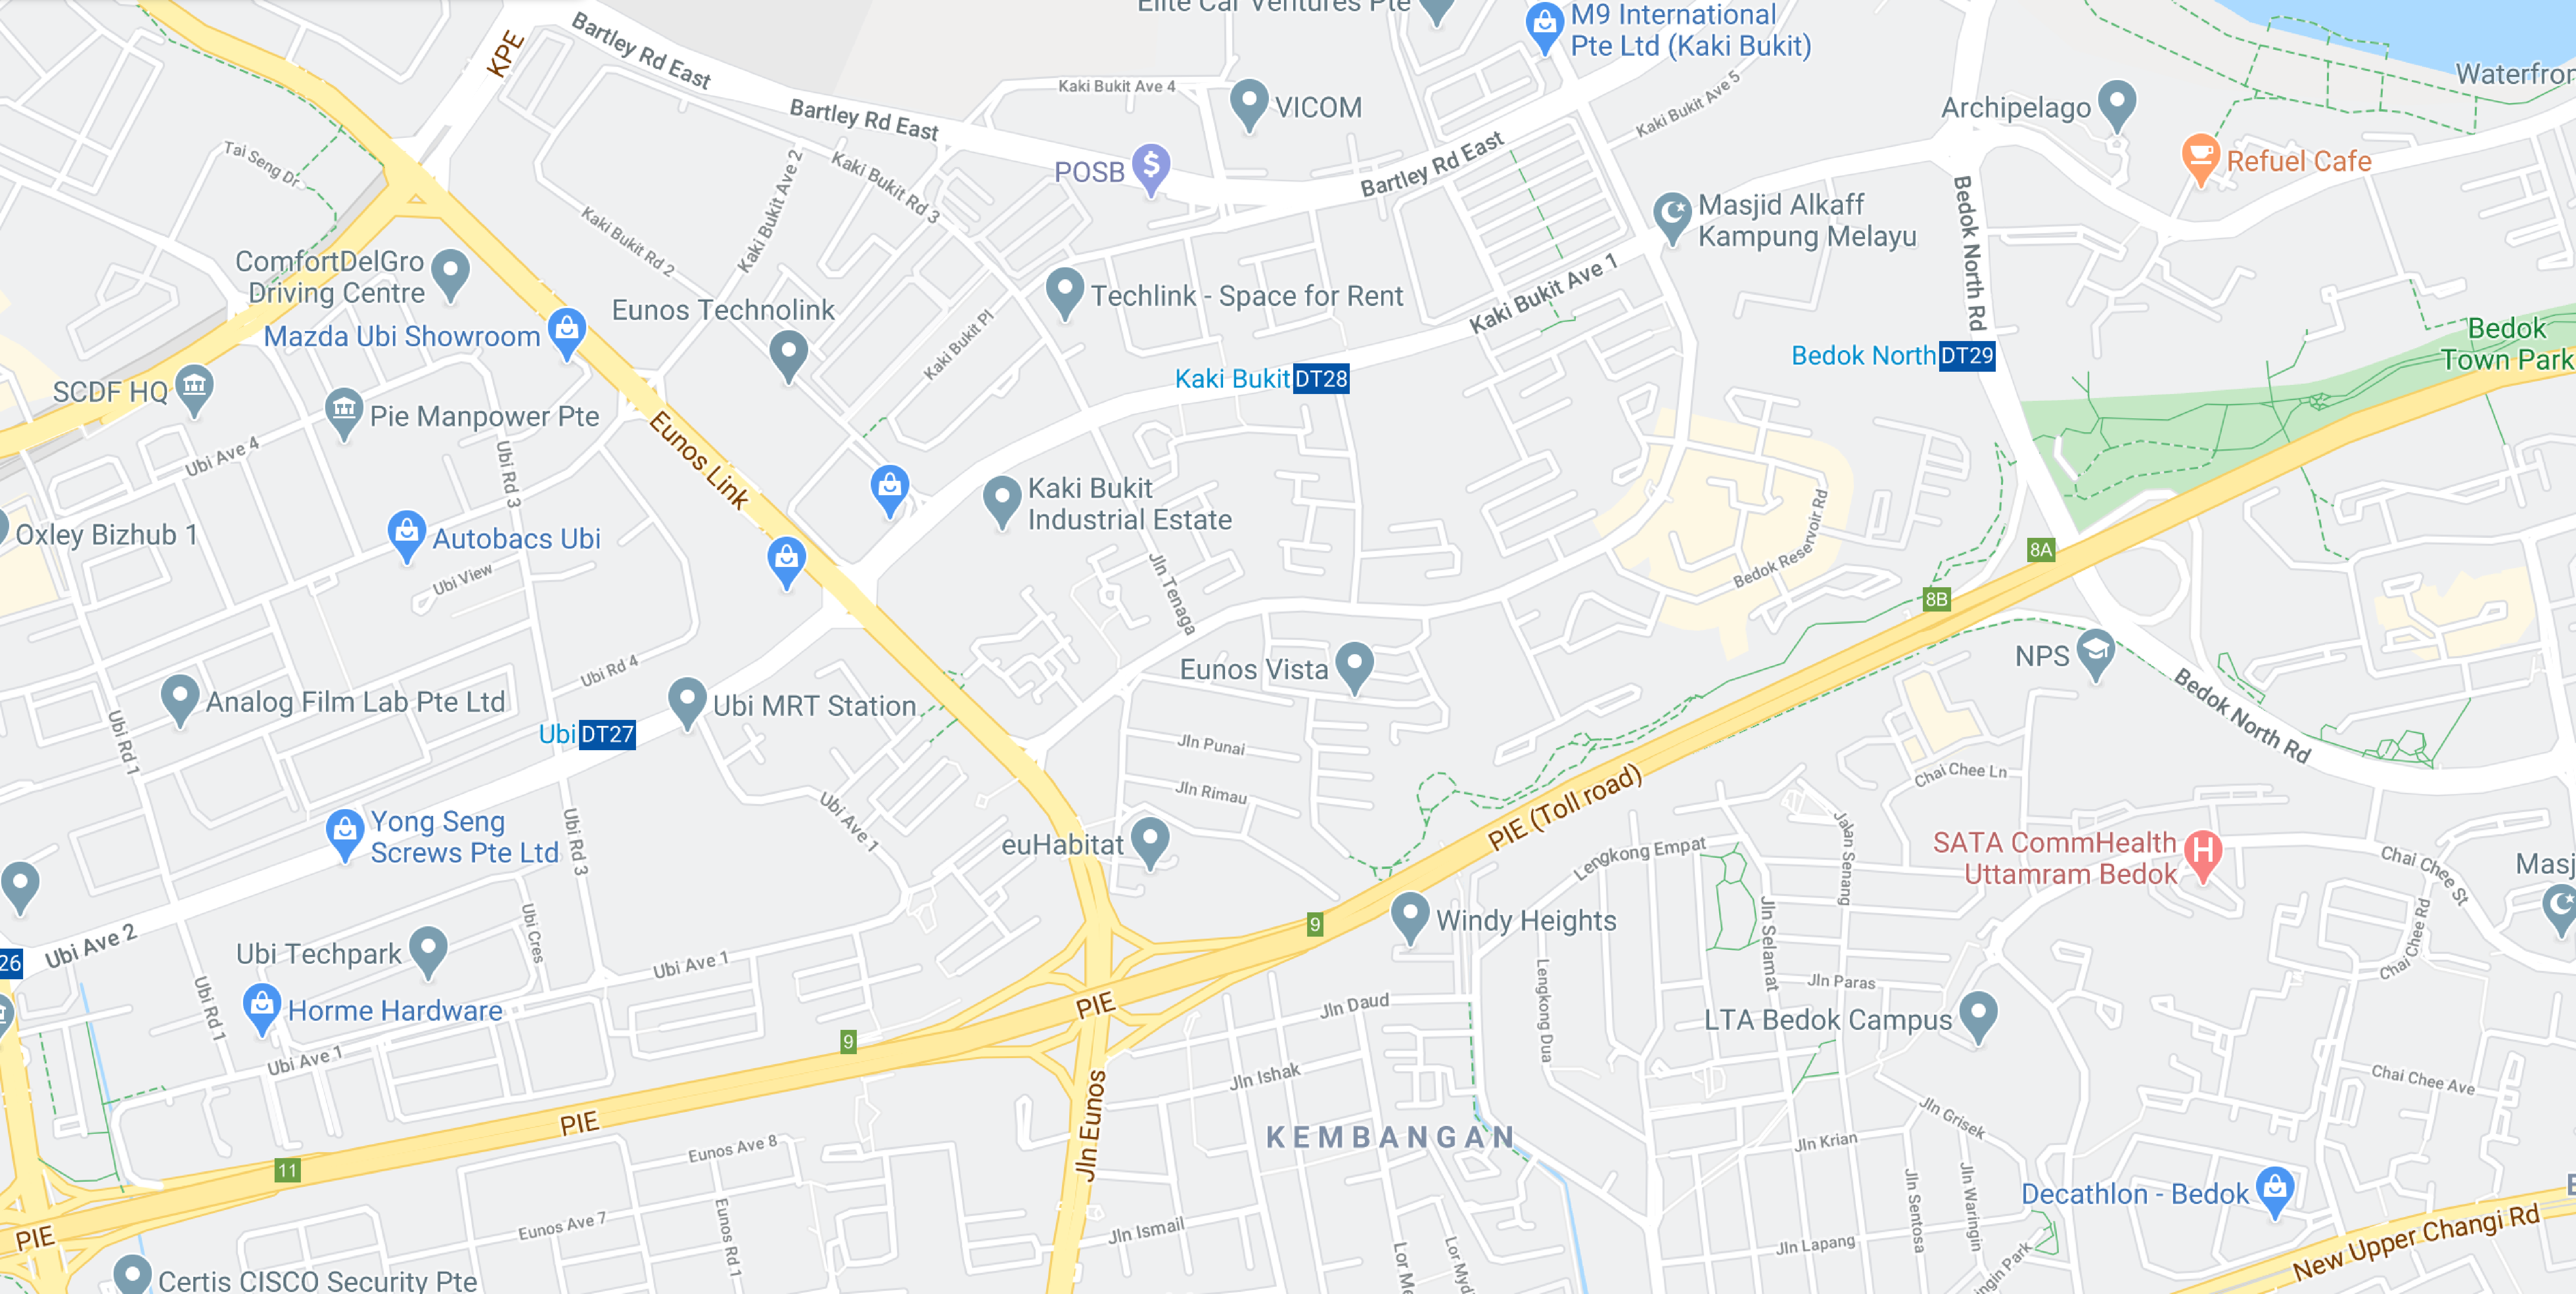 Elite Car Ventures Pte
M9 International
Pte Ltd (Kaki Bukit)
KPE
Bartley Rd East
Bartley Rd East
Kaki Bukit Ave 4
VICOM
Kaki Bukit Ave 5
Archipelago
Waterfron
Refuel Cafe
Tai Seng Dr
Kaki Bukit Ave 2
Kaki Bukit Rd 3
POSB
Bartley Rd East
Masjid Alkaff
Kampung Melayu
Bedok North Rd
Kaki Bukit Rd 2
ComfortDelGro
Driving Centre
Eunos Technolink
Techlink - Space for Rent
Kaki Bukit Ave 1
Mazda Ubi Showroom
Kaki Bukit Pl
Bedok North DT29
Bedok
Town Park
SCDF HQ
Pie Manpower Pte
Kaki Bukit DT28
Ubi Ave 4
Ubi Rd 3
Eunos Link
Kaki Bukit
Industrial Estate
Oxley Bizhub 1
Autobacs Ubi
Ubi View
Jln Tenaga
Bedok Reservoir Rd
8A
8B
NPS
Ubi Rd 4
Eunos Vista
Analog Film Lab Pte Ltd
Ubi MRT Station
Ubi DT27
Ubi Rd 1
Jln Punai
Bedok North Rd
Jln Rimau
PIE (Toll road)
Chai Chee Ln
Yong Seng
Screws Pte Ltd
Ubi Rd 3
Ubi Ave 1
euHabitat
Lengkong Empat
Jalan Senang
SATA CommHealth
Uttamram Bedok
Chai Chee St
Masj
Ubi Ave 2
26
Ubi Techpark
Ubi Cres
Ubi Ave 1
9
Windy Heights
Jln Selamat
Chai Chee Rd
Horme Hardware
Ubi Rd 1
PIE
Jln Daud
Lengkong Dua
Jln Paras
LTA Bedok Campus
9
Ubi Ave 1
Jln Ishak
Chai Chee Ave
PIE
Jln Eunos
KEMBANGAN
Jln Grisek
Jln Krian
Eunos Ave 8
11
Jln Sentosa
Jln Waringin
Decathlon - Bedok
PIE
Eunos Ave 7
Eunos Rd 1
Jln Ismail
Lor Me
Lor Myd
Jln Lapang
ngin Park
New Upper Changi Rd
Certis CISCO Security Pte